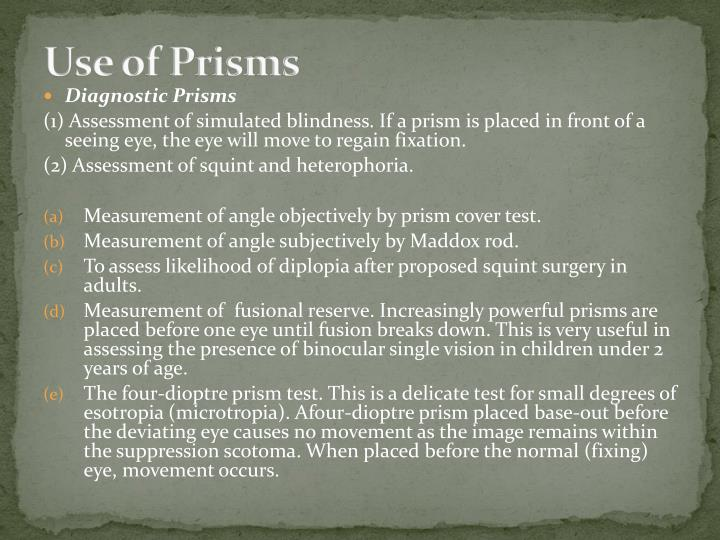 Use of Prisms
• Diagnostic Prisms
(1) Assessment of simulated blindness. If a prism is placed in front of a
seeing eye, the eye will move to regain fixation.
(2) Assessment of squint and heterophoria.
(a) Measurement of angle objectively by prism cover test.
(b) Measurement of angle subjectively by Maddox rod.
(c) To assess likelihood of diplopia after proposed squint surgery in
adults.
(d) Measurement of fusional reserve. Increasingly powerful prisms are
placed before one eye until fusion breaks down. This is very useful in
assessing the presence of binocular single vision in children under 2
years of age.
(e) The four-dioptre prism test. This is a delicate test for small degrees of
esotropia (microtropia). Afour-dioptre prism placed base-out before
the deviating eye causes no movement as the image remains within
the suppression scotoma. When placed before the normal (fixing)
eye, movement occurs.